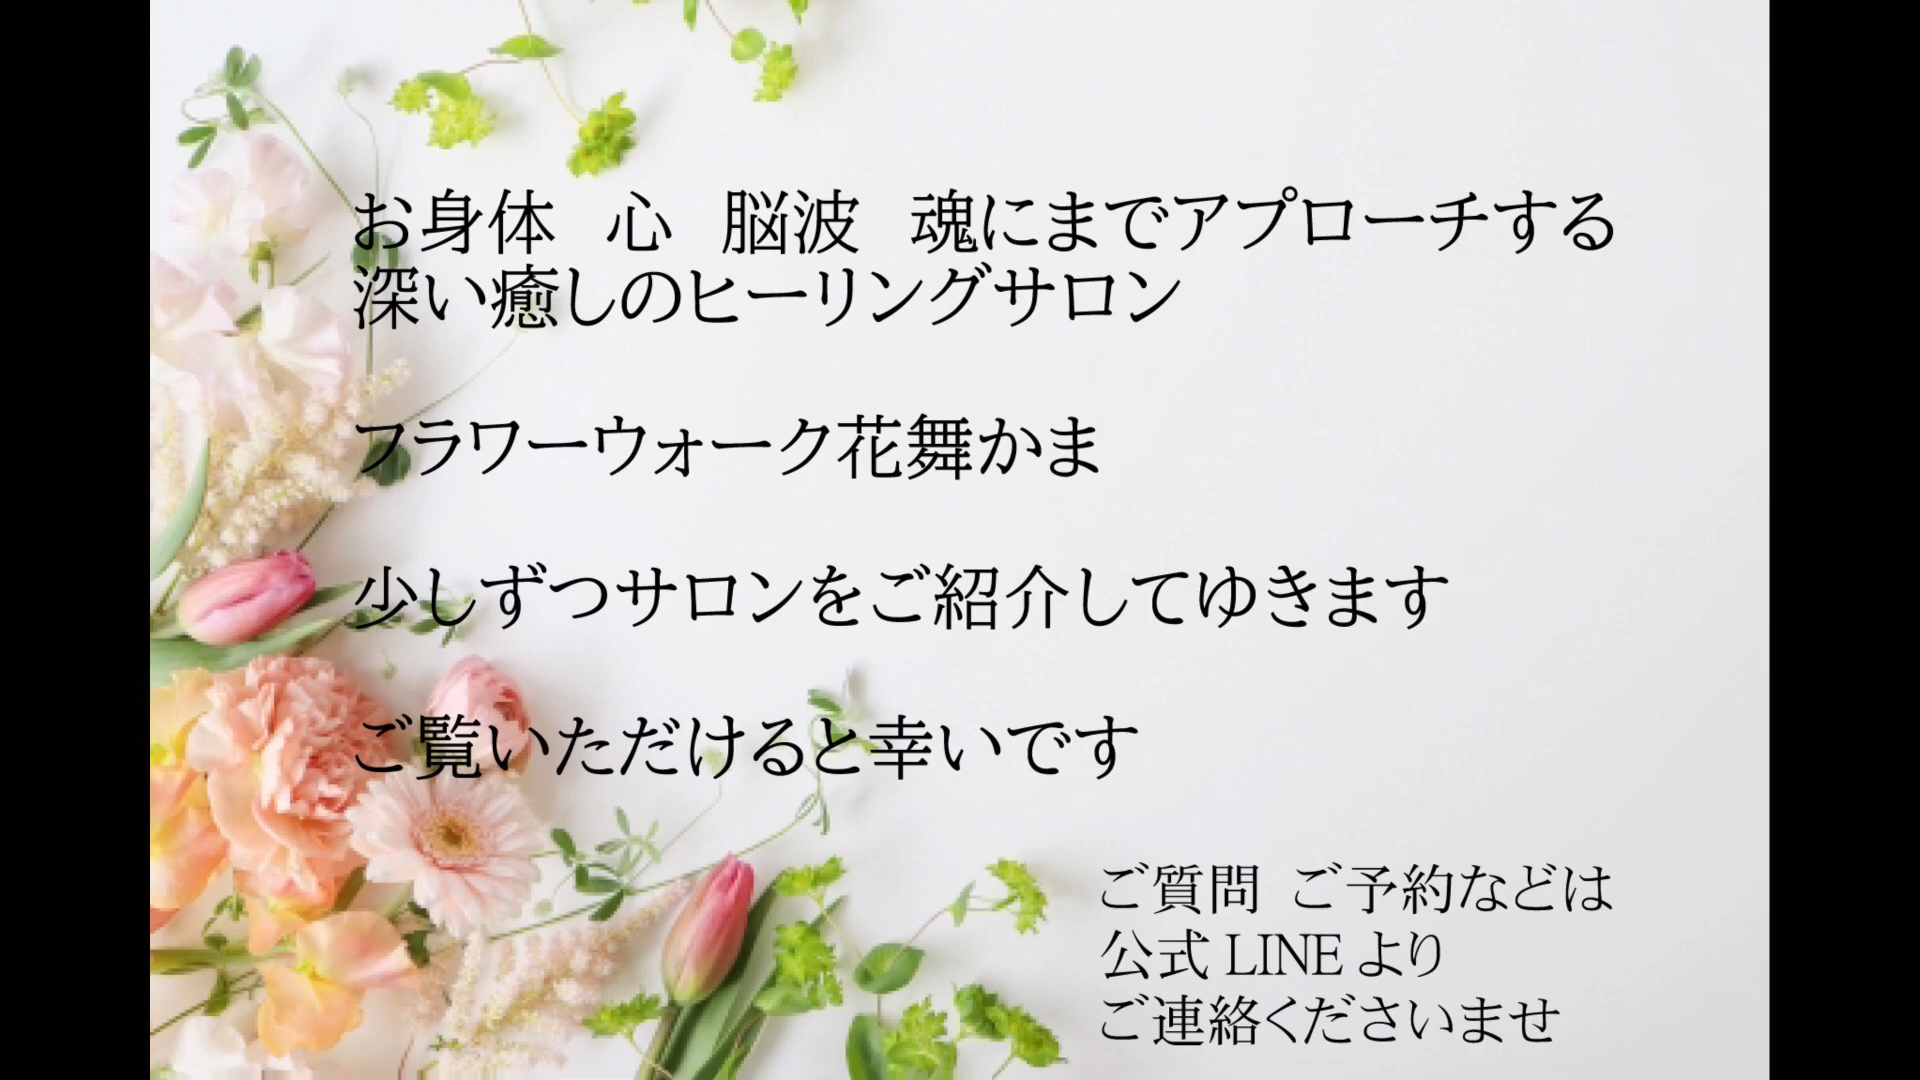 お身体　心　脳波　魂にまでアプローチする
深い癒しのヒーリングサロン
フラワーウォーク花舞かま
少しずつサロンをご紹介してゆきます
ご覧いただけると幸いです
ご質問 ご予約などは
公式 LINE より
ご連絡くださいませ